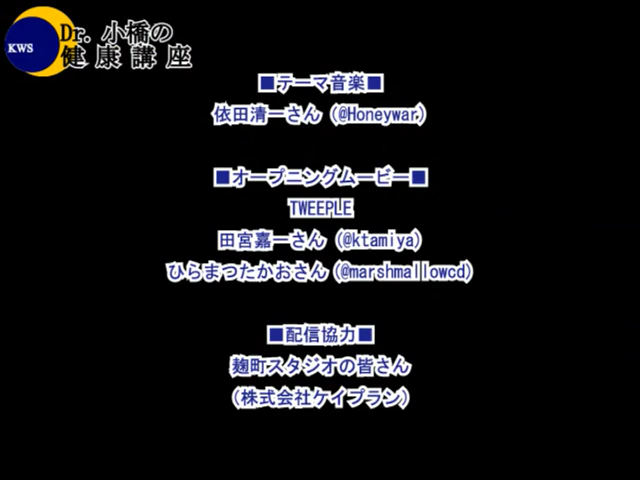 KWS
Dr. 小橋の
健康講座
■テーマ音楽■
依田清一さん (@Honeywar)
■オープニングムービー■
TWEEPLE
田宮嘉一さん (@ktamiya)
ひらまつたかおさん (@marshmallowcd)
■配信協力■
麹町スタジオの皆さん
(株式会社ケイプラン)